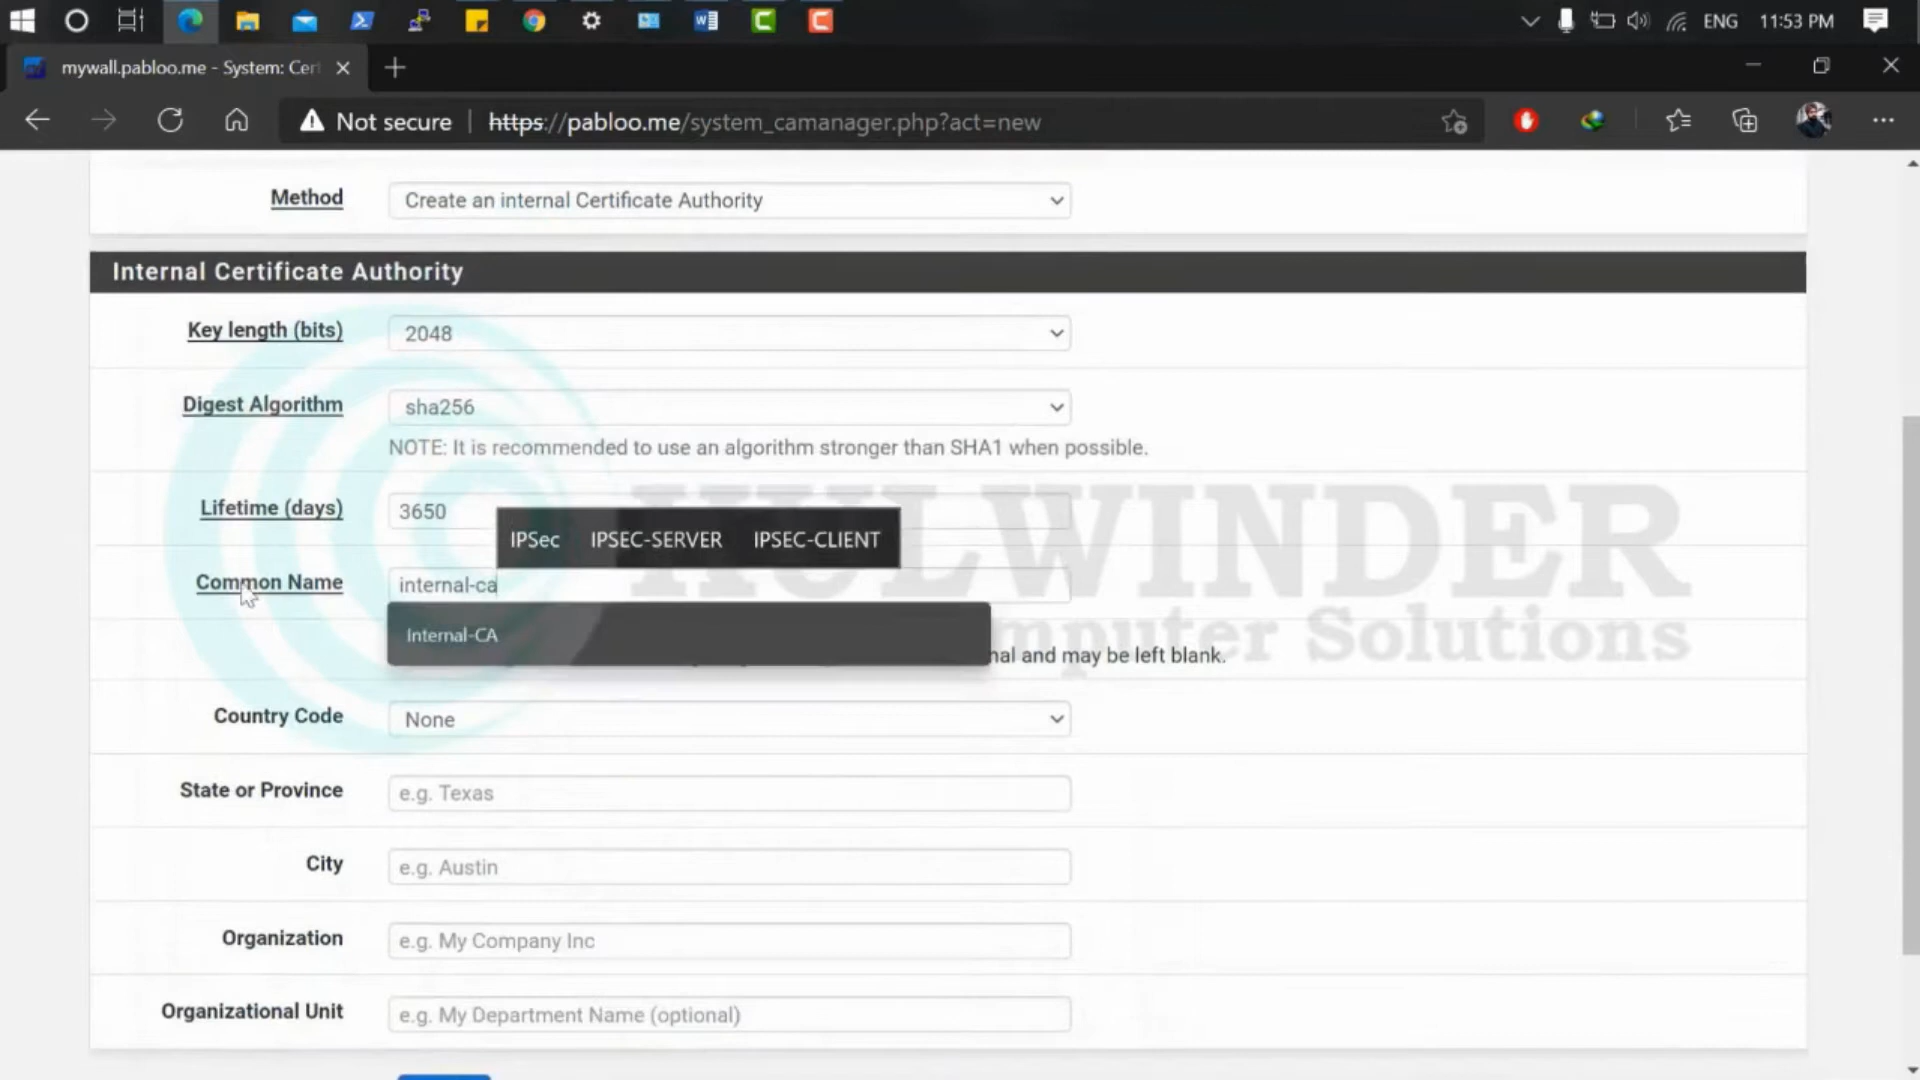 ENG 11:53 PM
mywall.pabloo.me - System: Cer
Not secure https://pabloo.me/system_camanager.php?act=new
Method Create an internal Certificate Authority
Internal Certificate Authority
Key length (bits) 2048
Digest Algorithm sha256
NOTE: It is recommended to use an algorithm stronger than SHA1 when possible.
Lifetime (days) 3650
IPSec IPSEC-SERVER IPSEC-CLIENT
KULWINDER
Common Name internal-ca
Internal-CA
mputer Solutions
nal and may be left blank.
Country Code None
State or Province e.g. Texas
City e.g. Austin
Organization e.g. My Company Inc
Organizational Unit e.g. My Department Name (optional)